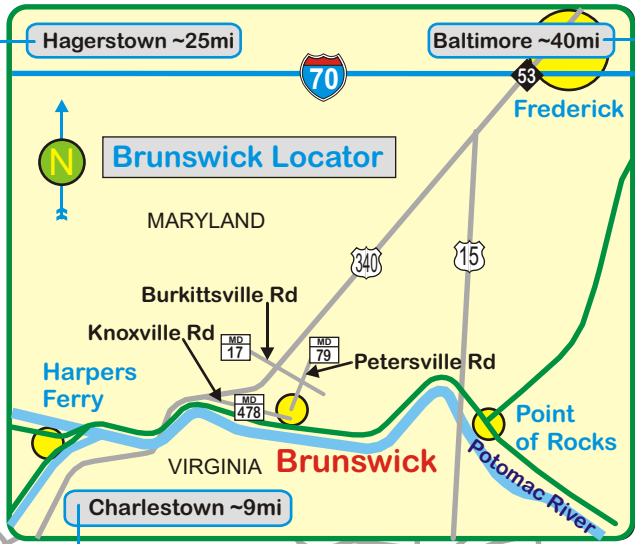 Hagerstown ~25mi
Baltimore ~40mi
70
53
Frederick
N
Brunswick Locator
MARYLAND
340
15
Burkittsville Rd
Knoxville Rd
MD
17
MD
79
Petersville Rd
Harpers
Ferry
MD
478
Point
of Rocks
VIRGINIA
Brunswick
Potomac River
Charlestown ~9mi